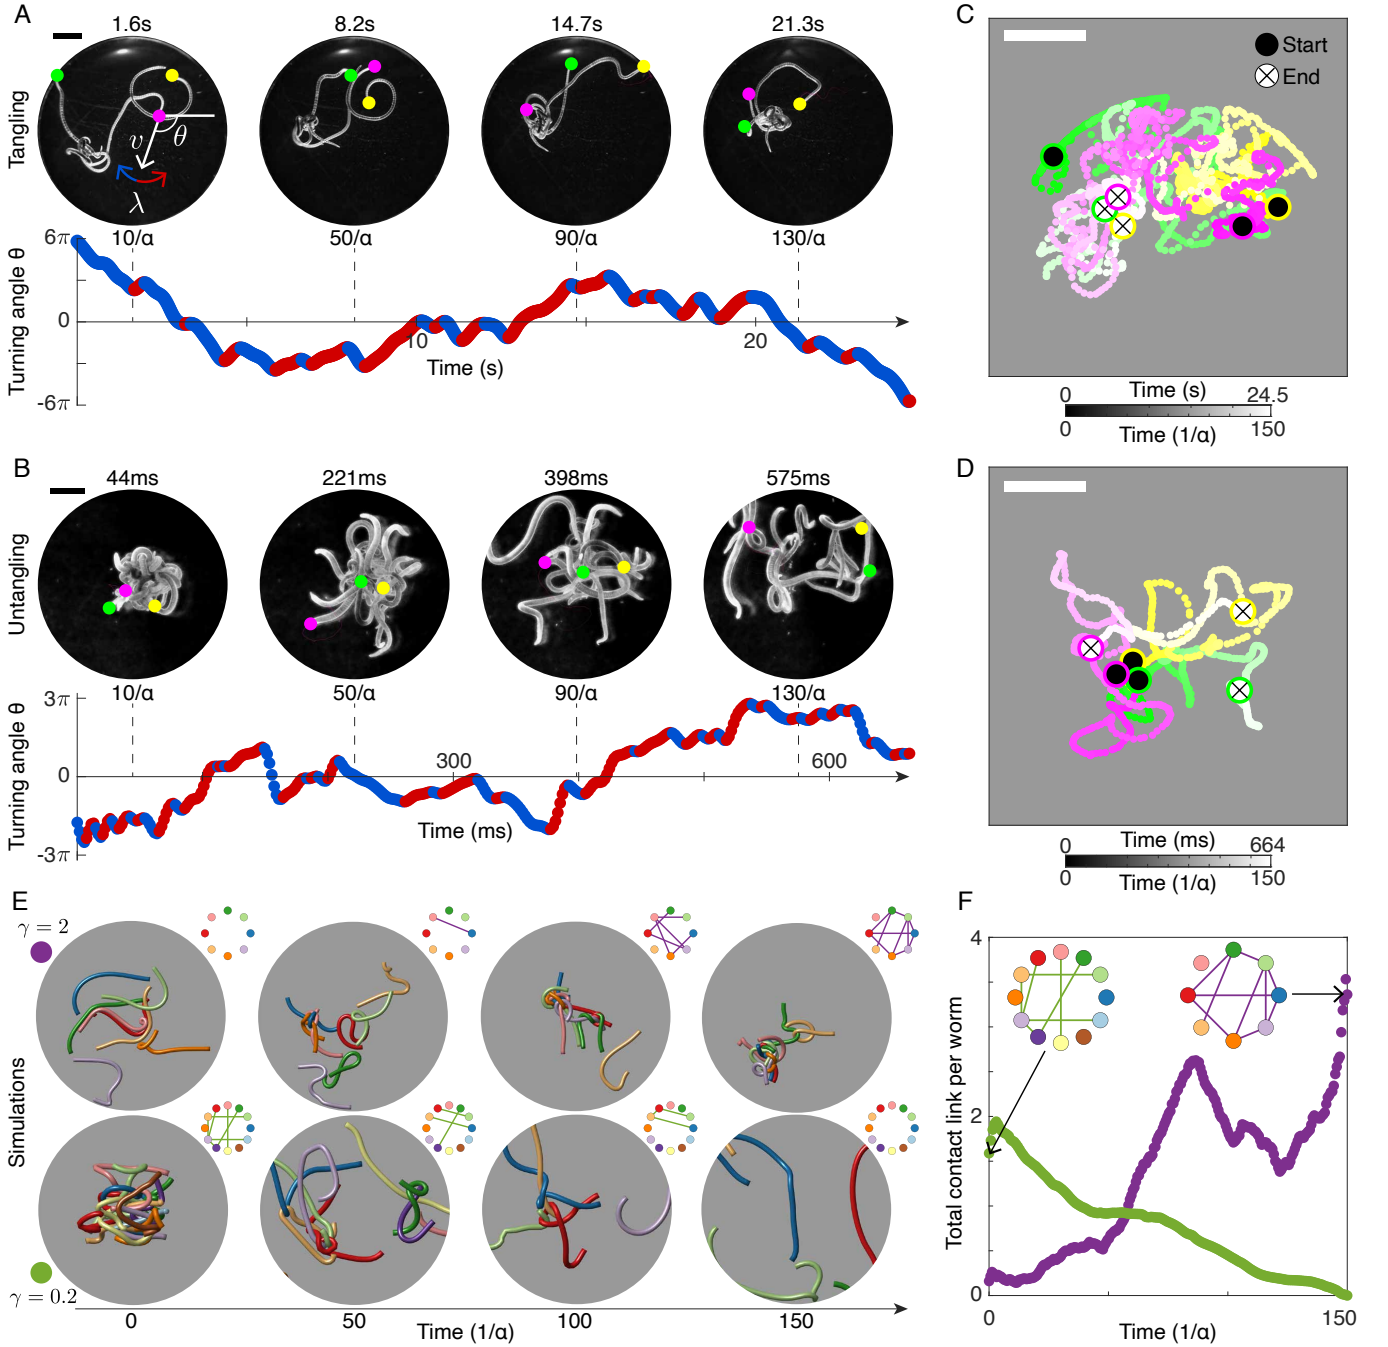 A
1.6s
8.2s
14.7s
21.3s
Tangling
v
θ
λ
10/α
50/α
90/α
130/α
Turning angle θ
6π
0
-6π
10
20
Time (s)
B
44ms
221ms
398ms
575ms
Untangling
10/α
50/α
90/α
130/α
Turning angle θ
3π
0
-3π
300
600
Time (ms)
C
Start
End
Time (s)
0
24.5
0
150
Time (1/α)
D
Time (ms)
0
664
0
150
Time (1/α)
E
γ = 2
Simulations
γ = 0.2
0
50
100
150
Time (1/α)
F
Total contact link per worm
4
2
0
0
150
Time (1/α)